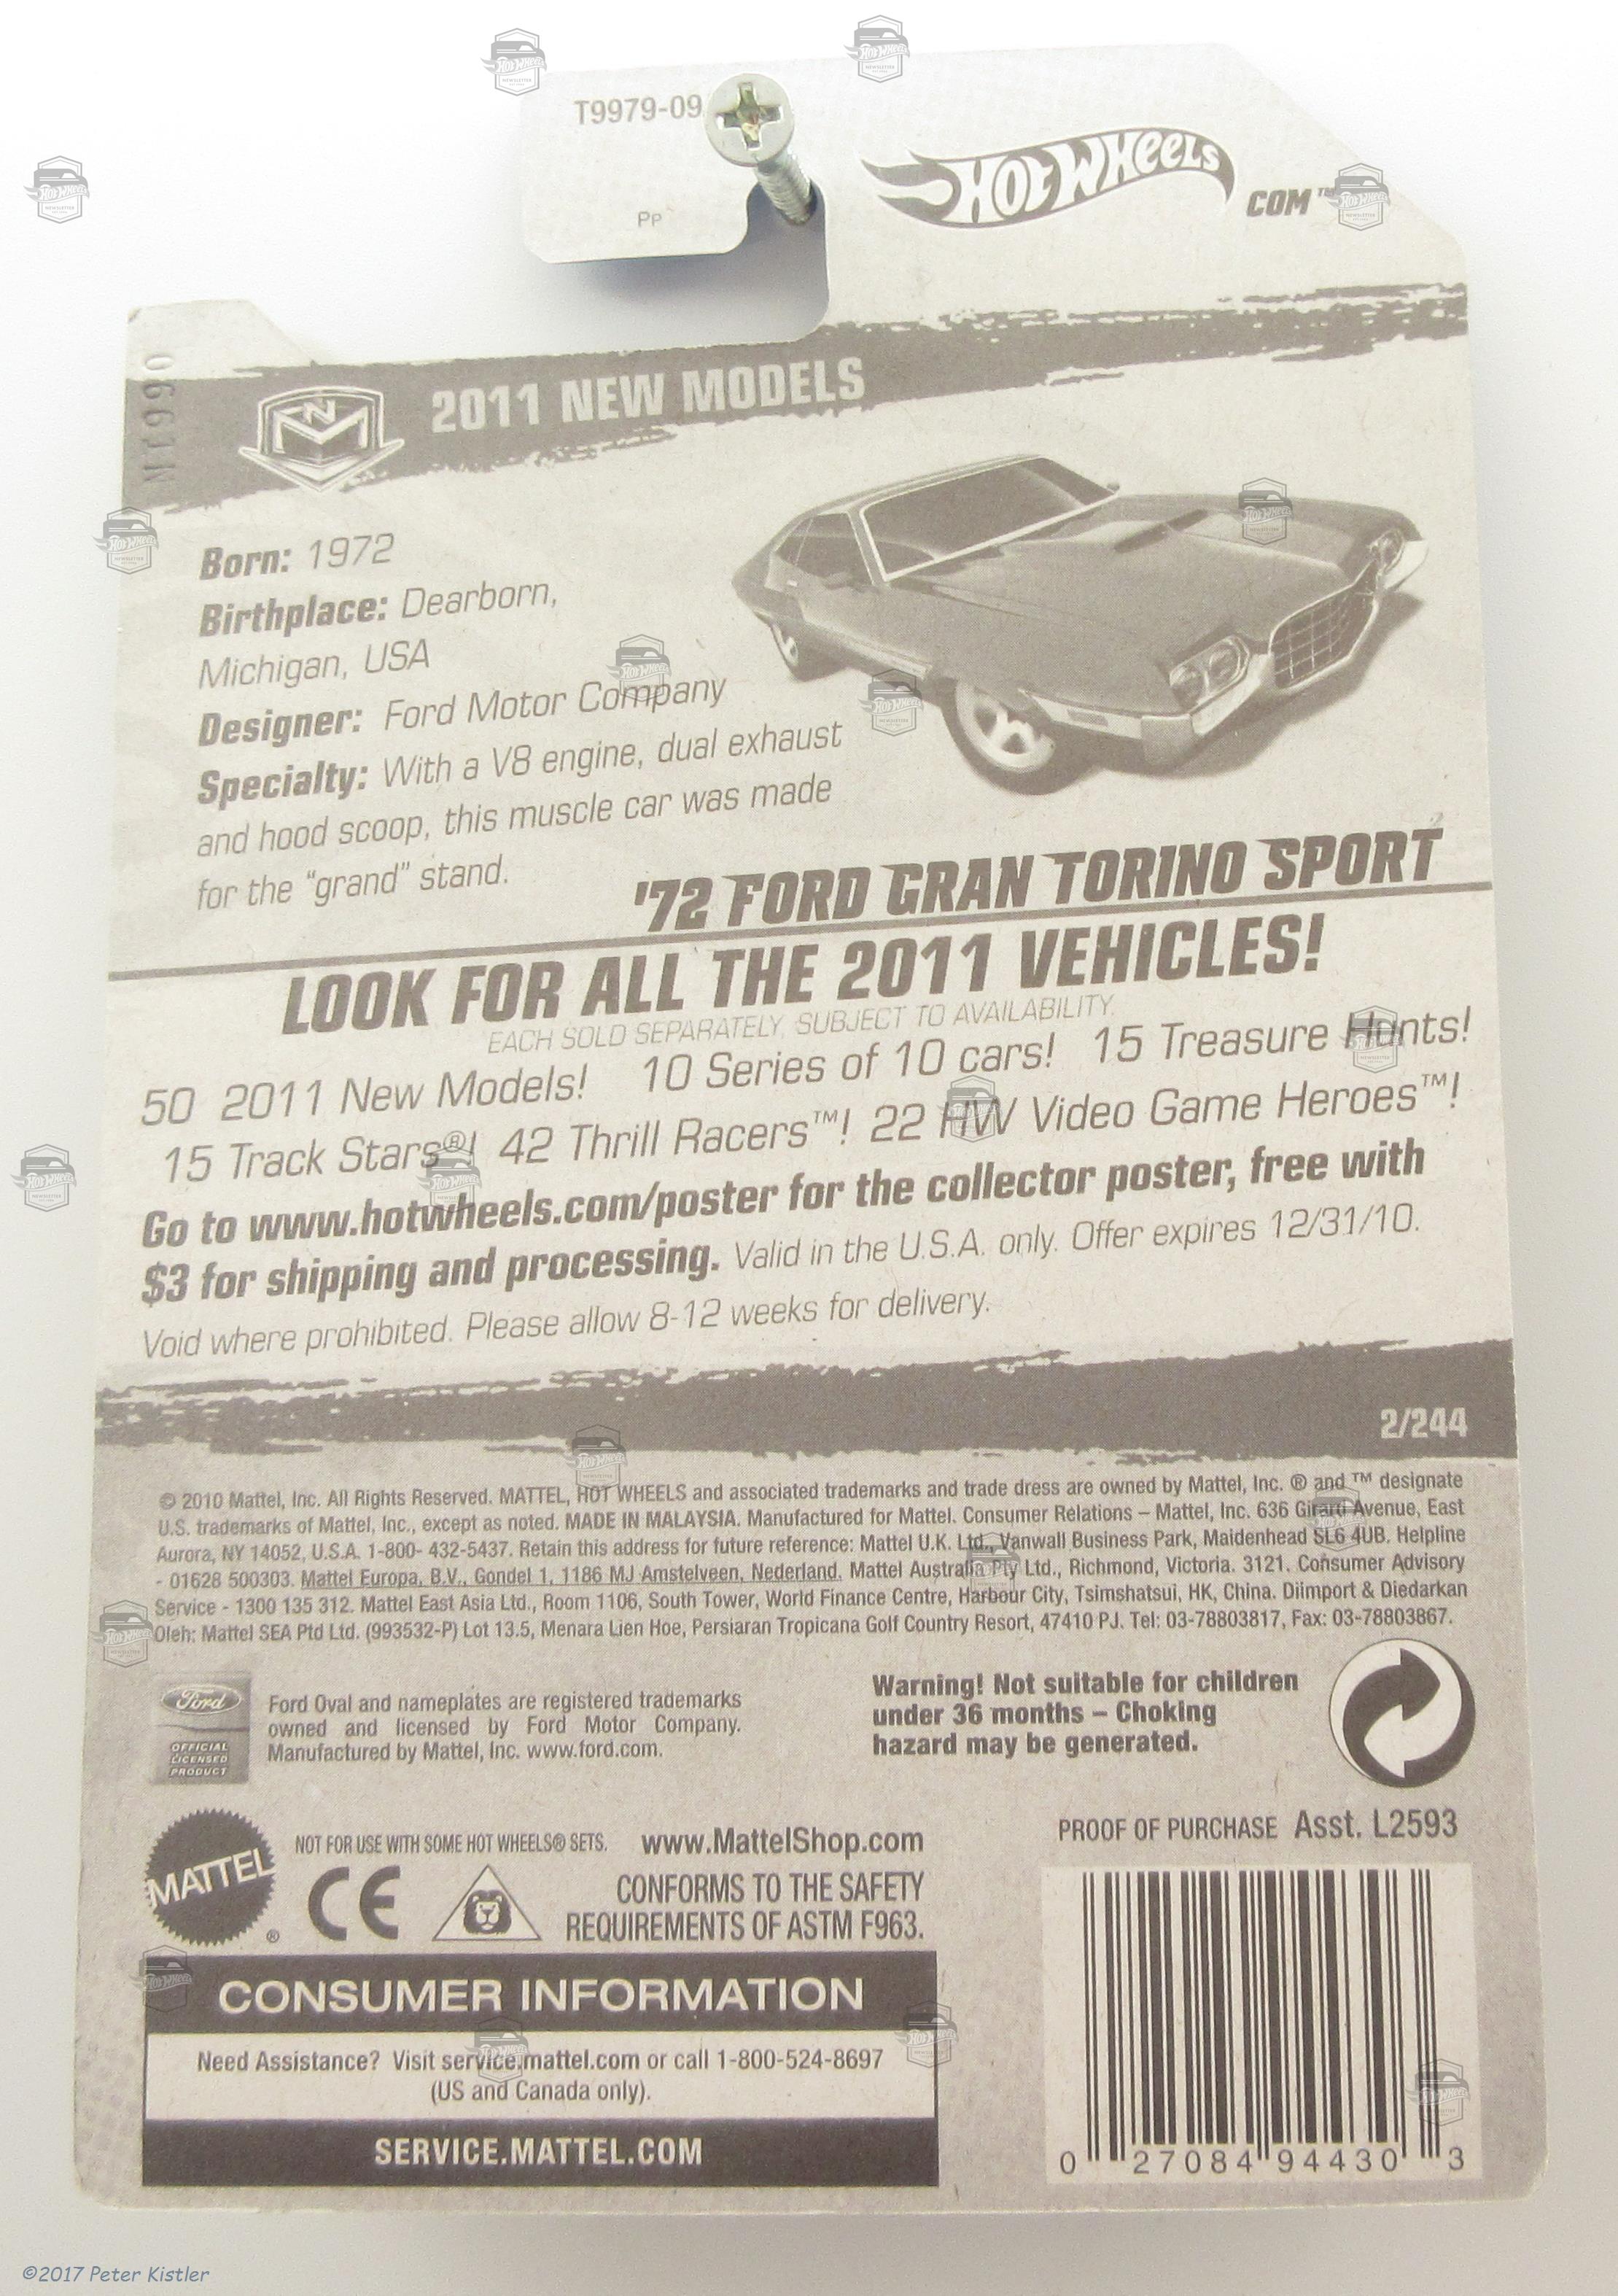 T9979-09
PP
HOT WHEELS
.COM™
2011 NEW MODELS
Born: 1972
Birthplace: Dearborn,
Michigan, USA
Designer: Ford Motor Company
Specialty: With a V8 engine, dual exhaust
and hood scoop, this muscle car was made
for the “grand” stand.
'72 FORD GRAN TORINO SPORT
LOOK FOR ALL THE 2011 VEHICLES!
EACH SOLD SEPARATELY, SUBJECT TO AVAILABILITY.
50 2011 New Models! 10 Series of 10 cars! 15 Treasure Hunts!
15 Track Stars®! 42 Thrill Racers™! 22 HW Video Game Heroes™!
Go to www.hotwheels.com/poster for the collector poster, free with
$3 for shipping and processing. Valid in the U.S.A. only. Offer expires 12/31/10.
Void where prohibited. Please allow 8-12 weeks for delivery.
2/244
© 2010 Mattel, Inc. All Rights Reserved. MATTEL, HOT WHEELS and associated trademarks and trade dress are owned by Mattel, Inc. ® and ™ designate
U.S. trademarks of Mattel, Inc., except as noted. MADE IN MALAYSIA. Manufactured for Mattel. Consumer Relations – Mattel, Inc. 636 Girard Avenue, East
Aurora, NY 14052, U.S.A. 1-800- 432-5437. Retain this address for future reference: Mattel U.K. Ltd., Vanwall Business Park, Maidenhead SL6 4UB. Helpline
- 01628 500303. Mattel Europa, B.V., Gondel 1, 1186 MJ Amstelveen, Nederland. Mattel Australia Pty Ltd., Richmond, Victoria. 3121. Consumer Advisory
Service - 1300 135 312. Mattel East Asia Ltd., Room 1106, South Tower, World Finance Centre, Harbour City, Tsimshatsui, HK, China. Diimport & Diedarkan
Oleh: Mattel SEA Ptd Ltd. (993532-P) Lot 13.5, Menara Lien Hoe, Persiaran Tropicana Golf Country Resort, 47410 PJ. Tel: 03-78803817, Fax: 03-78803867.
Ford
OFFICIAL
LICENSED
PRODUCT
Ford Oval and nameplates are registered trademarks
owned and licensed by Ford Motor Company.
Manufactured by Mattel, Inc. www.ford.com.
Warning! Not suitable for children
under 36 months – Choking
hazard may be generated.
MATTEL®
NOT FOR USE WITH SOME HOT WHEELS® SETS. www.MattelShop.com
CE
CONFORMS TO THE SAFETY
REQUIREMENTS OF ASTM F963.
PROOF OF PURCHASE Asst. L2593
CONSUMER INFORMATION
Need Assistance? Visit service.mattel.com or call 1-800-524-8697
(US and Canada only).
SERVICE.MATTEL.COM
0 27084 94430 3
©2017 Peter Kistler